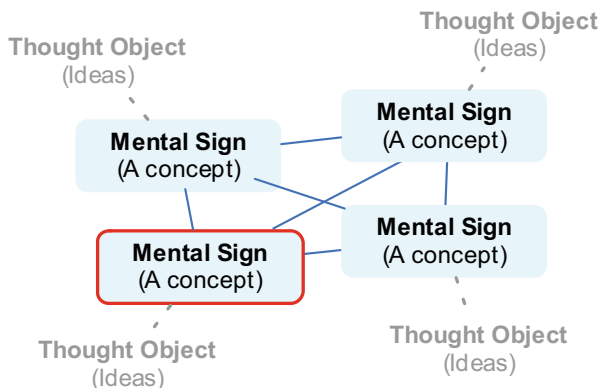 Thought Object
(Ideas)
Thought Object
(Ideas)
Mental Sign
(A concept)
Mental Sign
(A concept)
Mental Sign
(A concept)
Mental Sign
(A concept)
Thought Object
(Ideas)
Thought Object
(Ideas)